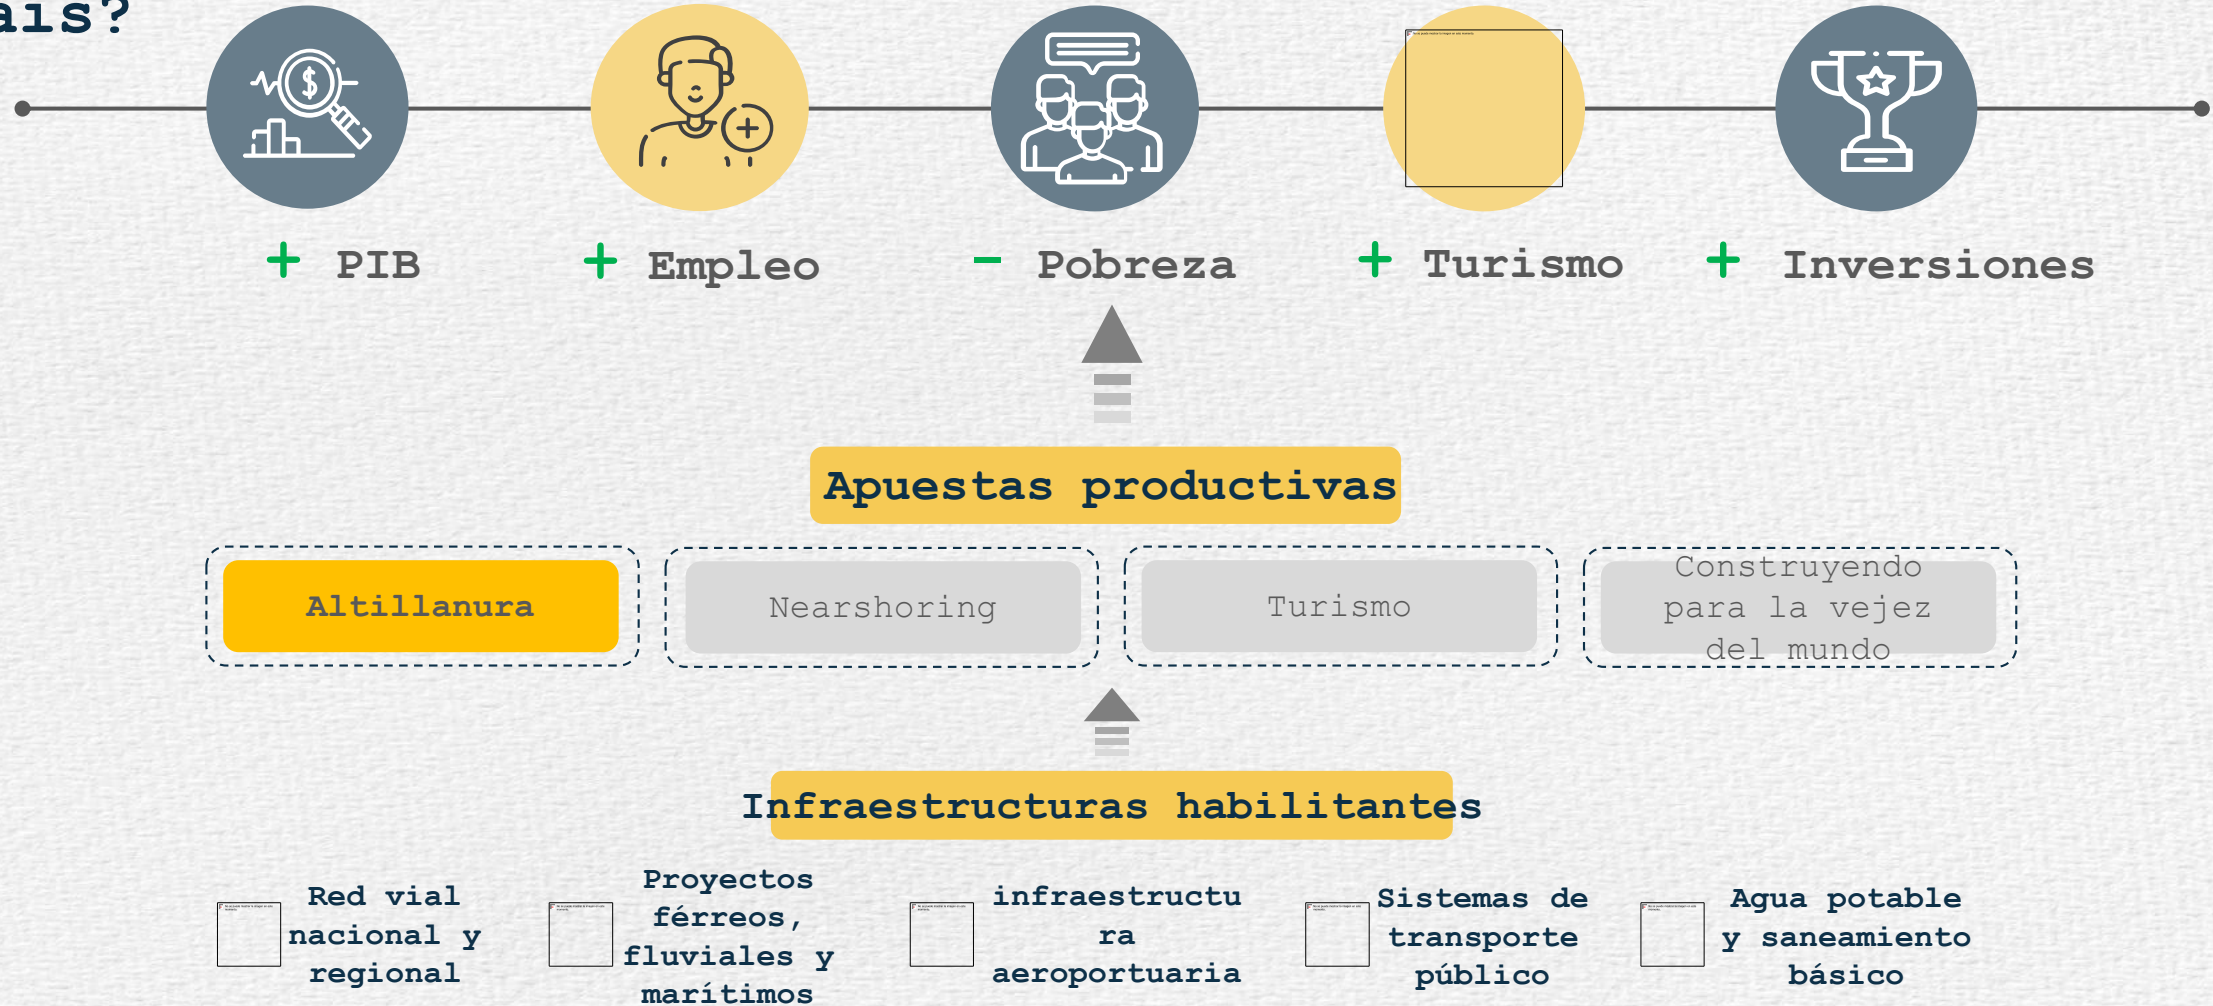 aís?
+ PIB
+ Empleo
- Pobreza
+ Turismo
+ Inversiones
Apuestas productivas
Altillanura
Nearshoring
Turismo
Construyendo
para la vejez
del mundo
Infraestructuras habilitantes
Red vial
nacional y
regional
Proyectos
férreos,
fluviales y
marítimos
infraestructu
ra
aeroportuaria
Sistemas de
transporte
público
Agua potable
y saneamiento
básico